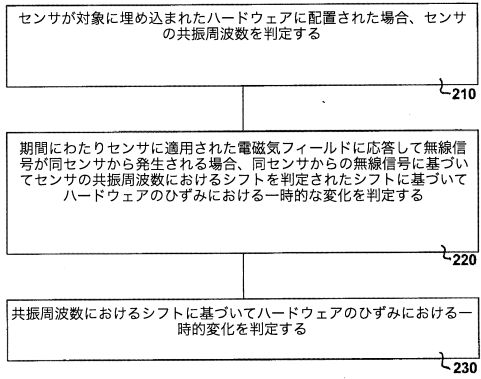 センサが対象に埋め込まれたハードウェアに配置された場合、センサ
の共振周波数を判定する
210
期間にわたりセンサに適用された電磁気フィールドに応答して無線信
号が同センサから発生される場合、同センサからの無線信号に基づい
てセンサの共振周波数におけるシフトを判定されたシフトに基づいて
ハードウェアのひずみにおける一時的な変化を判定する
220
共振周波数におけるシフトに基づいてハードウェアのひずみにおける一
時的変化を判定する
230